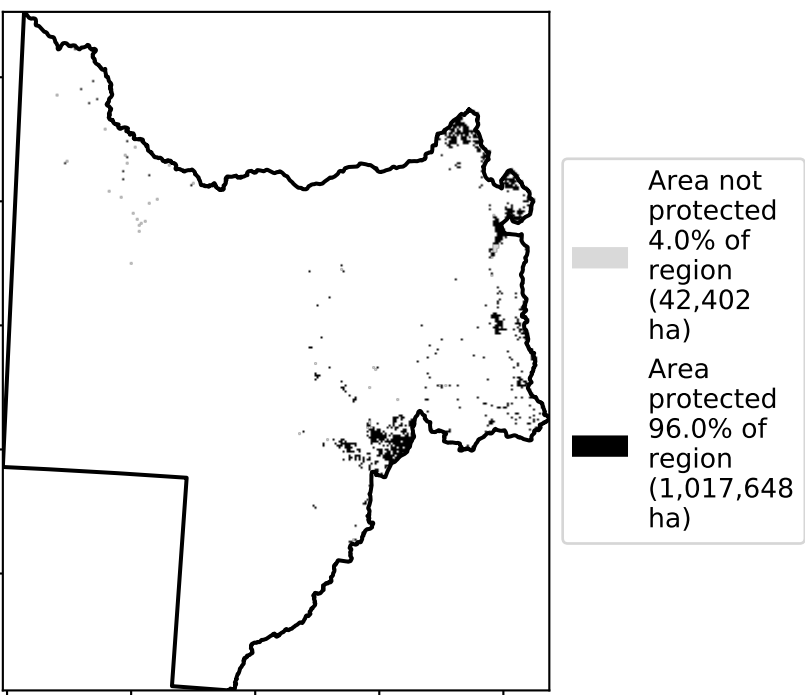 Area not
protected
4.0% of
region
(42,402
ha)
Area
protected
96.0% of
region
(1,017,648
ha)